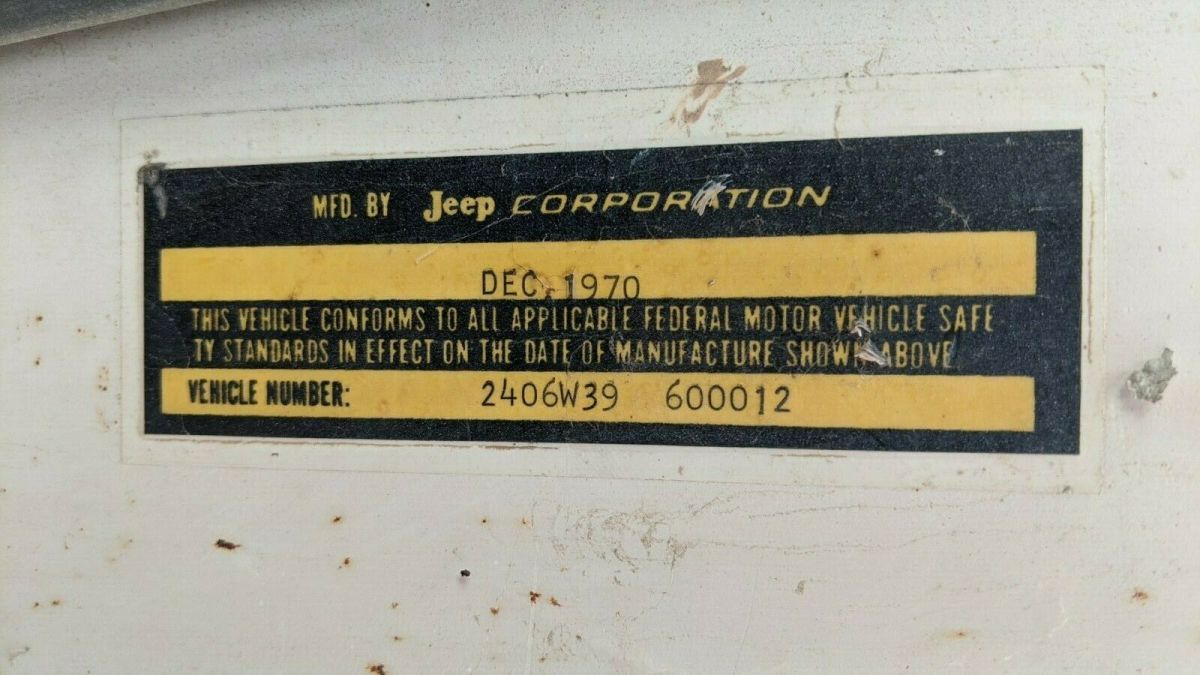 MFD. BY Jeep CORPORATION
DEC. 1970
THIS VEHICLE CONFORMS TO ALL APPLICABLE FEDERAL MOTOR VEHICLE SAFE
TY STANDARDS IN EFFECT ON THE DATE OF MANUFACTURE SHOWN ABOVE
VEHICLE NUMBER: 2406W39 600012